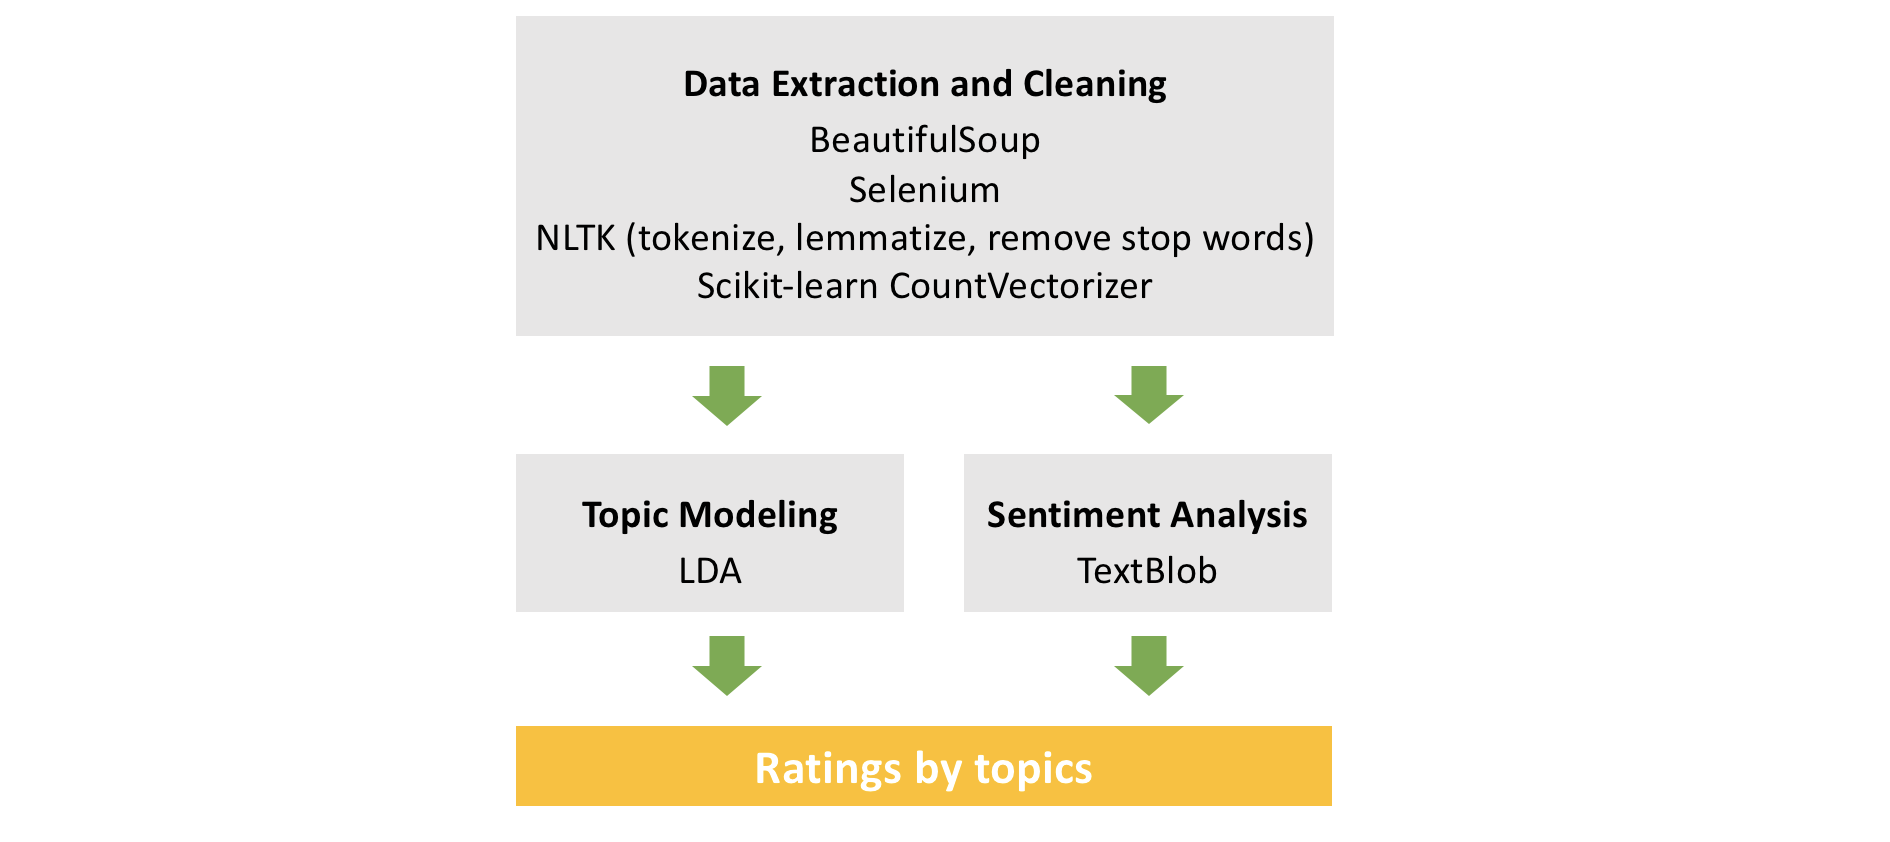 Data Extraction and Cleaning
BeautifulSoup
Selenium
NLTK (tokenize, lemmatize, remove stop words)
Scikit-learn CountVectorizer
Topic Modeling
LDA
Sentiment Analysis
TextBlob
Ratings by topics